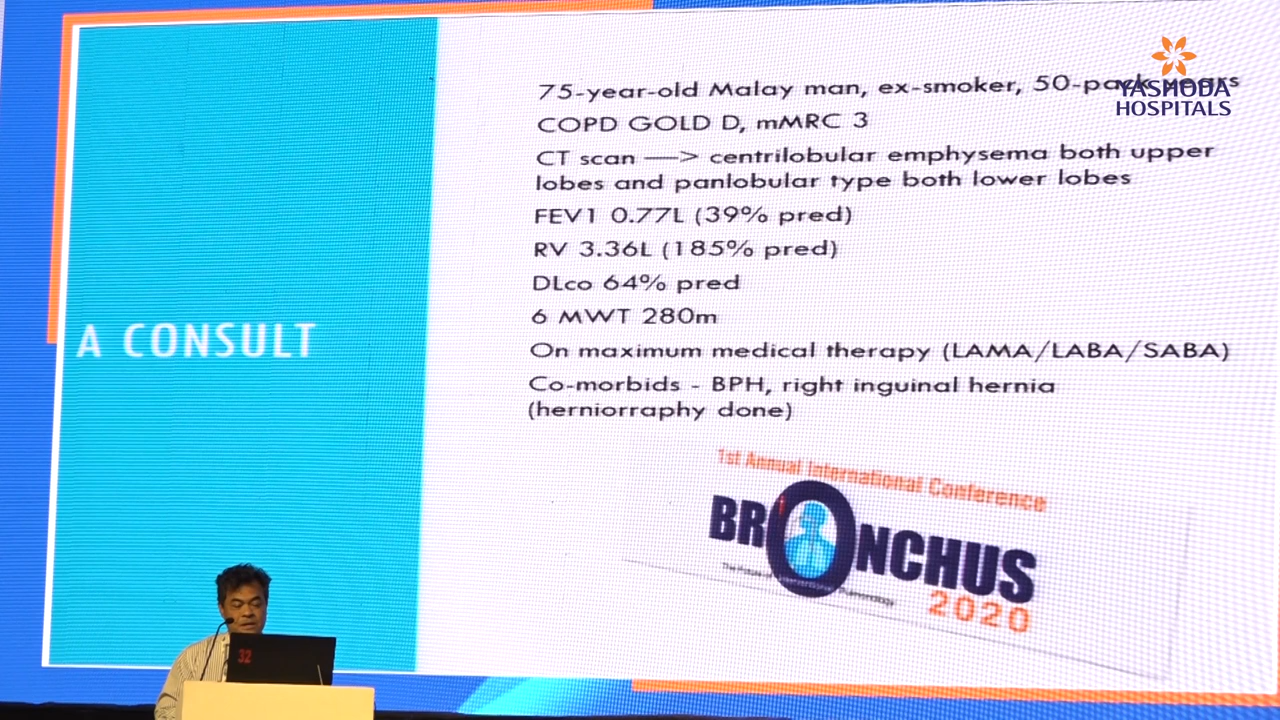 A CONSULT
75-year-old Malay man, ex-smoker, 50-pack years
COPD GOLD D, mMRC 3
CT scan —> centrilobular emphysema both upper
lobes and panlobular type both lower lobes
FEV1 0.77L (39% pred)
RV 3.36L (185% pred)
DLco 64% pred
6 MWT 280m
On maximum medical therapy (LAMA/LABA/SABA)
Co-morbids - BPH, right inguinal hernia
(herniorraphy done)
YASHODA
HOSPITALS
1st Annual International Conference
BRONCHUS
2020
32